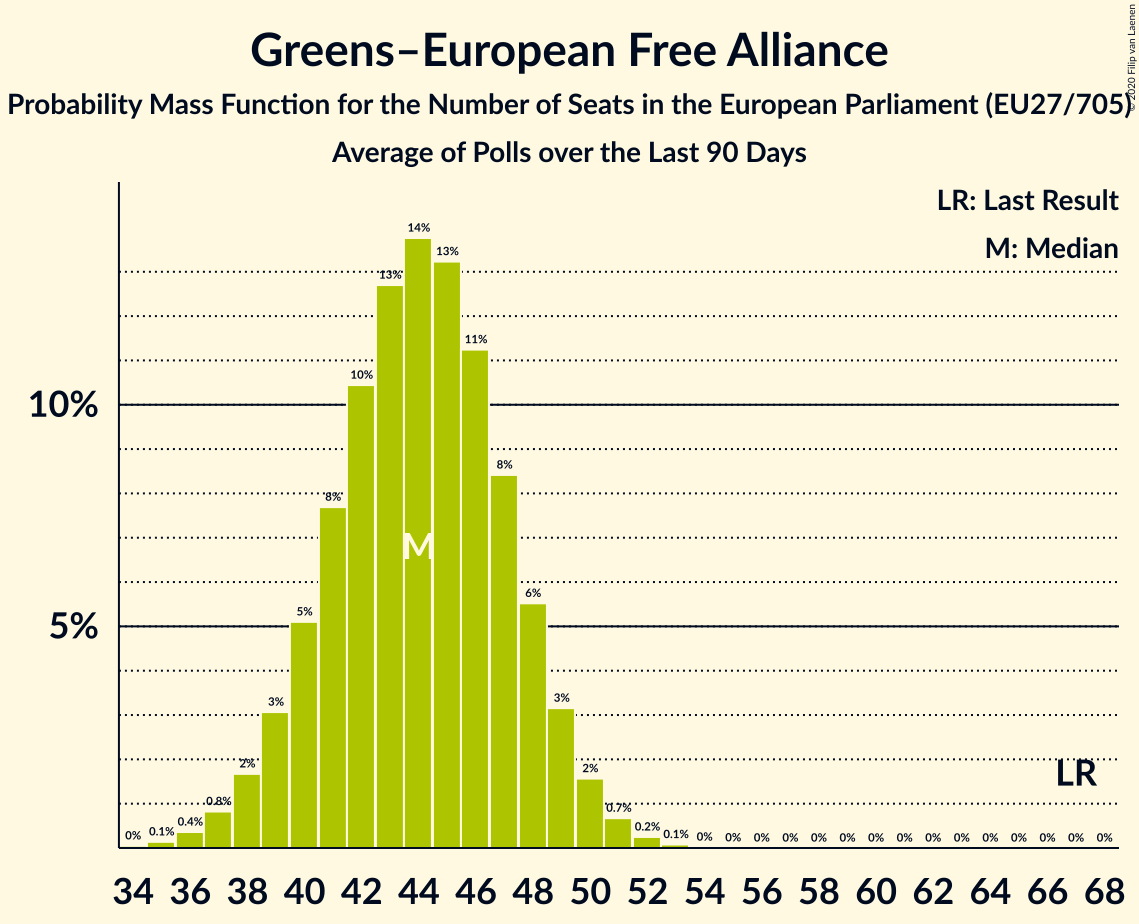 Greens–European Free Alliance
Probability Mass Function for the Number of Seats in the European Parliament (EU27/705)
Average of Polls over the Last 90 Days
© 2020 Filip van Laenen
LR: Last Result
M: Median
10%
5%
0% 0.1% 0.4% 0.8% 2% 3% 5% 8% 10% 13% 14% 13% 11% 8% 6% 3% 2% 0.7% 0.2% 0.1% 0% 0% 0% 0% 0% 0% 0% 0% 0% 0% 0% 0% 0% 0% 0%
M
LR
34 36 38 40 42 44 46 48 50 52 54 56 58 60 62 64 66 68